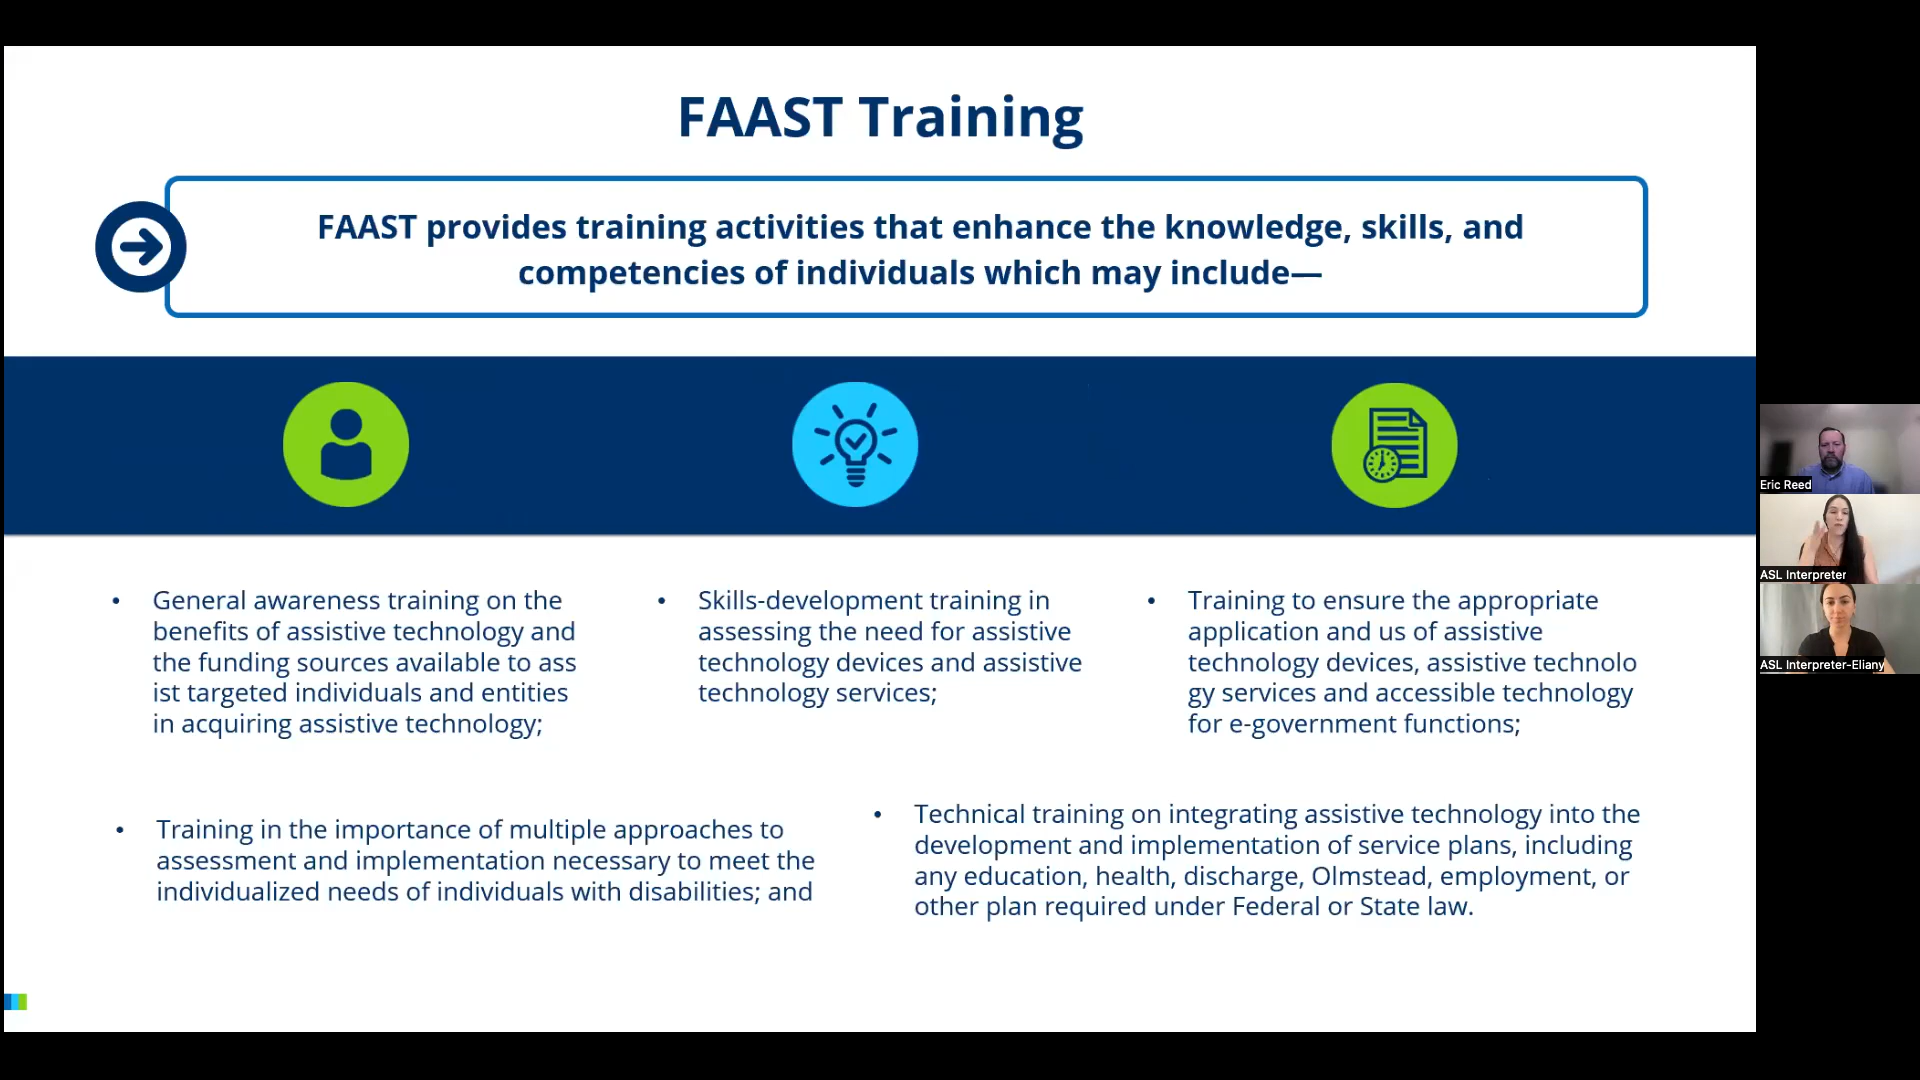 FAAST Training
FAAST provides training activities that enhance the knowledge, skills, and
competencies of individuals which may include—
• General awareness training on the
benefits of assistive technology and
the funding sources available to ass
ist targeted individuals and entities
in acquiring assistive technology;
• Skills-development training in
assessing the need for assistive
technology devices and assistive
technology services;
• Training to ensure the appropriate
application and us of assistive
technology devices, assistive technolo
gy services and accessible technology
for e-government functions;
• Training in the importance of multiple approaches to
assessment and implementation necessary to meet the
individualized needs of individuals with disabilities; and
• Technical training on integrating assistive technology into the
development and implementation of service plans, including
any education, health, discharge, Olmstead, employment, or
other plan required under Federal or State law.
Eric Reed
ASL Interpreter
ASL Interpreter-Eliany